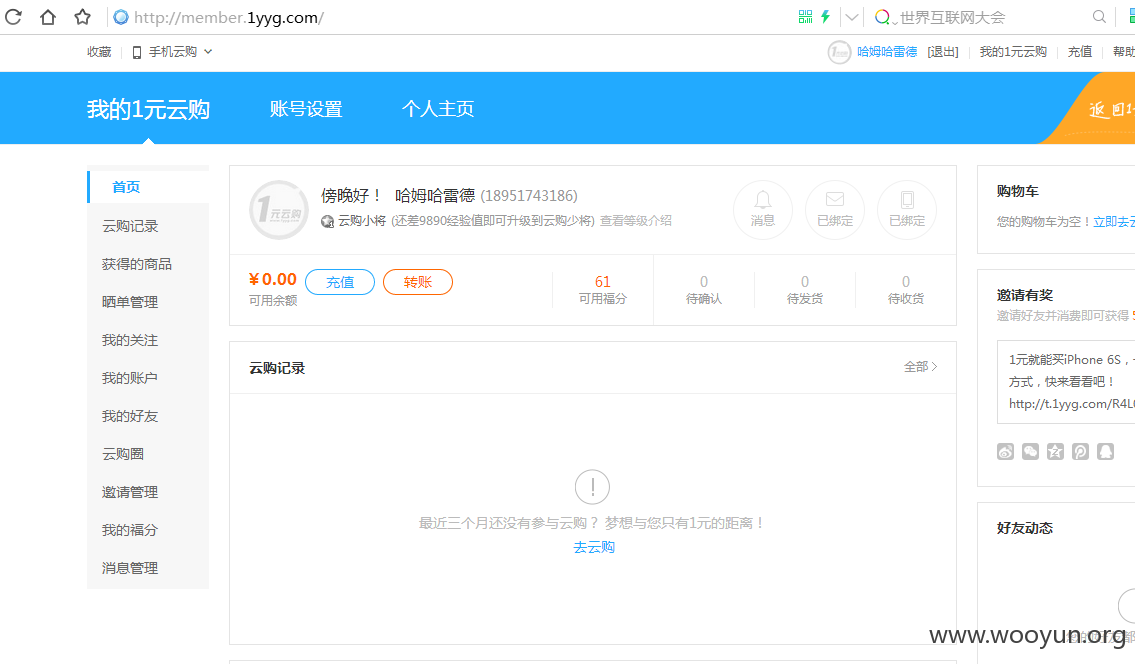 http://member.1yyg.com/
世界互联网大会
收藏 手机云购
哈姆哈雷德 [退出] 我的1元云购 充值 帮助
我的1元云购 账号设置 个人主页
首页
云购记录
获得的商品
晒单管理
我的关注
我的账户
我的好友
云购圈
邀请管理
我的福分
消息管理
1元云购
傍晚好！ 哈姆哈雷德 (18951743186)
云购小将 (还差9890经验值即可升级到云购少将) 查看等级介绍
消息 已绑定 已绑定
¥0.00 充值 转账
可用余额
61 可用福分
0 待确认
0 待发货
0 待收货
云购记录 全部
最近三个月还没有参与云购？梦想与您只有1元的距离！
去云购
购物车
您的购物车为空！立即去云
邀请有奖
邀请好友并消费即可获得
1元就能买iPhone 6S，
方式，快来看看吧！
http://t.1yyg.com/R4L
好友动态
www.wooyun.org